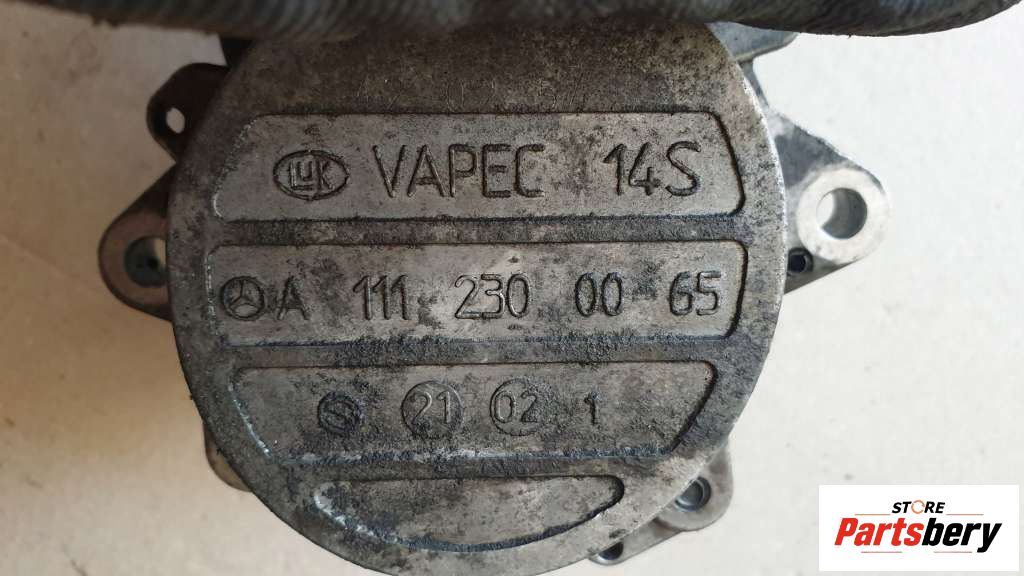 LUK VAPEC 14S
A 111 230 00 65
S 21 02 1
STORE
Partsbery